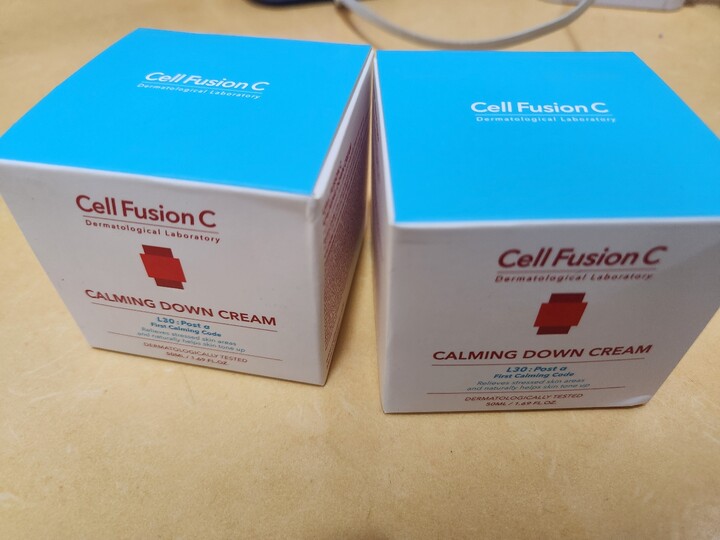 Cell Fusion C
Dermatological Laboratory
Cell Fusion C
Dermatological Laboratory
CALMING DOWN CREAM
L30 : Post α
First Calming Code
Relieves stressed skin areas
and naturally helps skin tone up
DERMATOLOGICALLY TESTED
50ML / 1.69 FL.OZ.
Cell Fusion C
Dermatological Laboratory
Cell Fusion C
Dermatological Laboratory
CALMING DOWN CREAM
L30 : Post α
First Calming Code
Relieves stressed skin areas
and naturally helps skin tone up
DERMATOLOGICALLY TESTED
50ML / 1.69 FL.OZ.